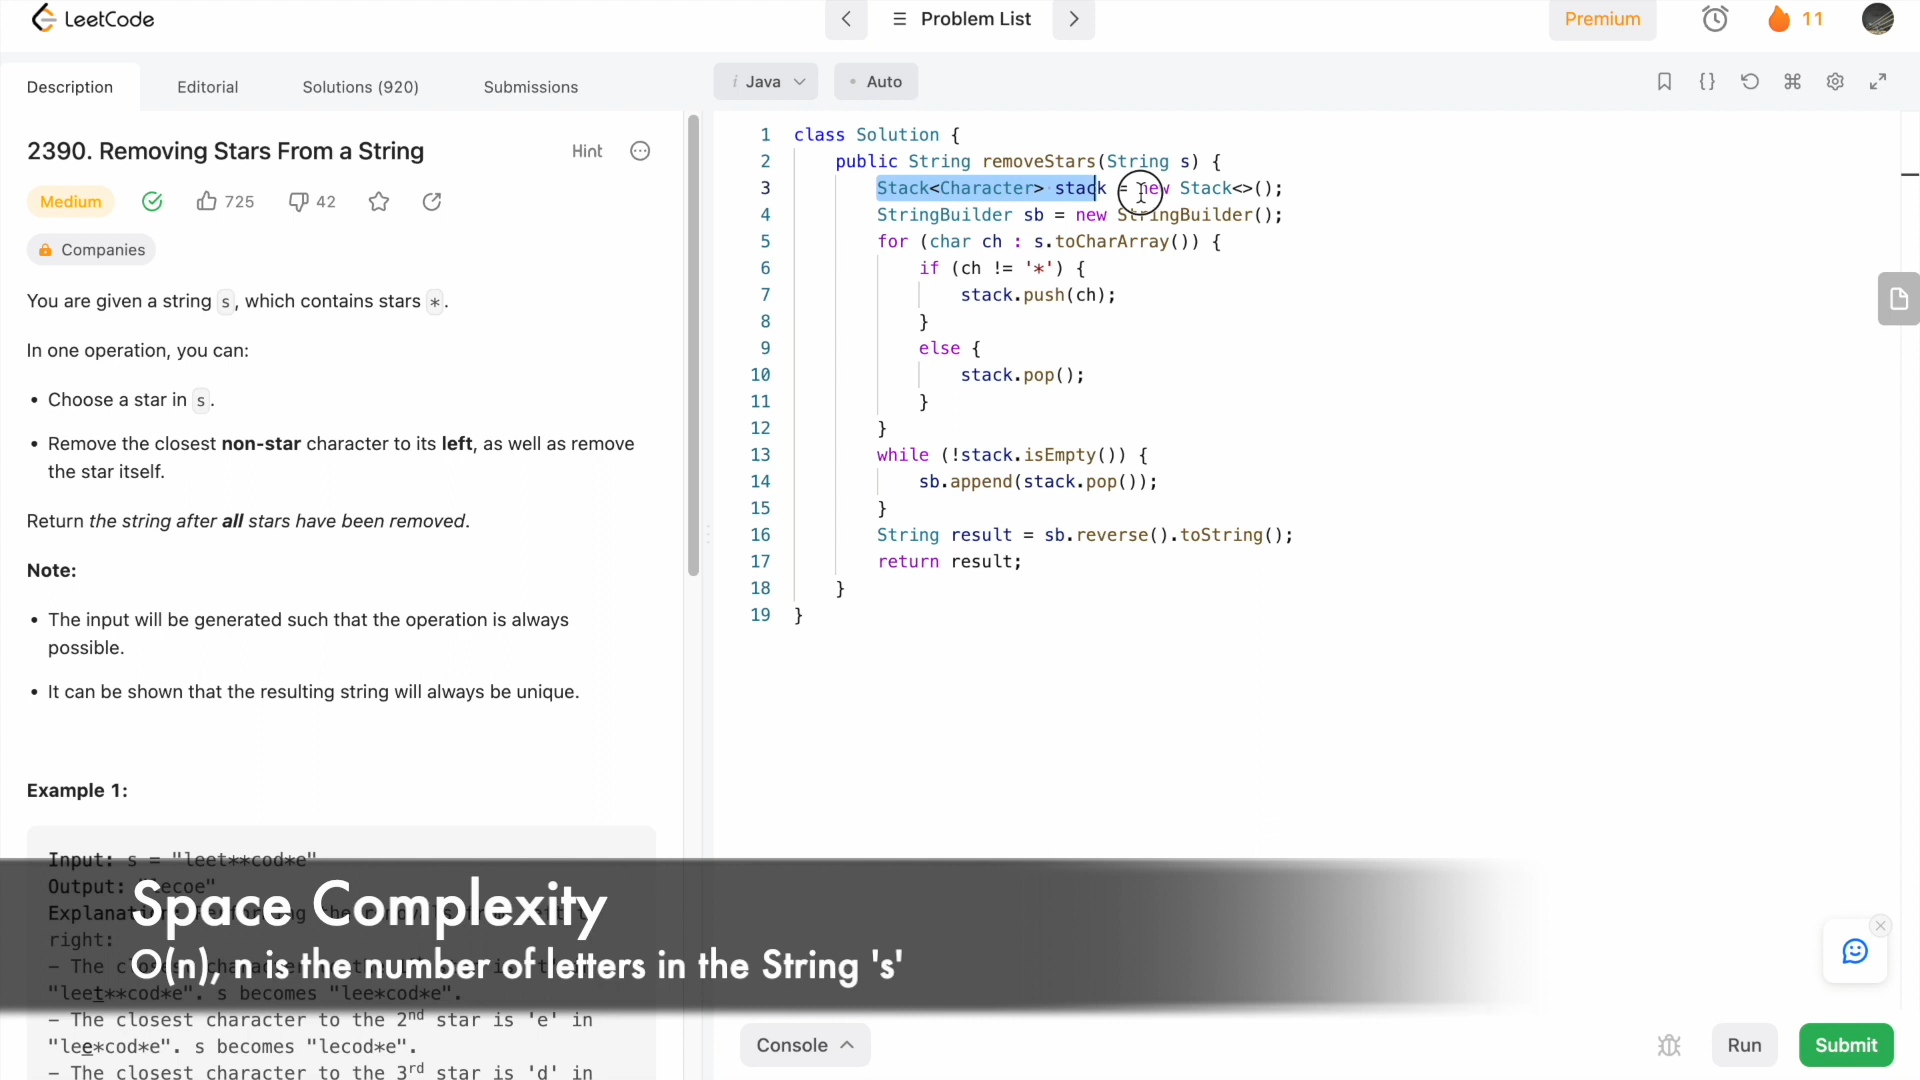 LeetCode
Problem List
Premium
11
Description
Editorial
Solutions (920)
Submissions
Java
Auto
2390. Removing Stars From a String
Hint
Medium
725
42
Companies
You are given a string s, which contains stars *.
In one operation, you can:
• Choose a star in s.
• Remove the closest non-star character to its left, as well as remove
the star itself.
Return the string after all stars have been removed.
Note:
• The input will be generated such that the operation is always
possible.
• It can be shown that the resulting string will always be unique.
Example 1:
Input: s = "leet**cod*e"
Output: "lecoe"
right:
"leet**cod*e". s becomes "lee*cod*e".
- The closest character to the 2nd star is 'e' in
"lee*cod*e". s becomes "lecod*e".
- The closest character to the 3rd star is 'd' in
1 class Solution {
2 public String removeStars(String s) {
3 Stack<Character> stack = new Stack<>();
4 StringBuilder sb = new StringBuilder();
5 for (char ch : s.toCharArray()) {
6 if (ch != '*') {
7 stack.push(ch);
8 }
9 else {
10 stack.pop();
11 }
12 }
13 while (!stack.isEmpty()) {
14 sb.append(stack.pop());
15 }
16 String result = sb.reverse().toString();
17 return result;
18 }
19 }
Space Complexity
O(n), n is the number of letters in the String 's'
Console
Run
Submit